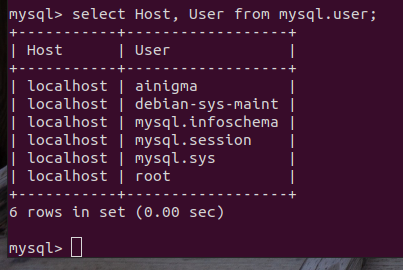 mysql> select Host, User from mysql.user;
+-----------+------------------+
| Host      | User             |
+-----------+------------------+
| localhost | ainigma          |
| localhost | debian-sys-maint |
| localhost | mysql.infoschema |
| localhost | mysql.session    |
| localhost | mysql.sys        |
| localhost | root             |
+-----------+------------------+
6 rows in set (0.00 sec)
mysql>